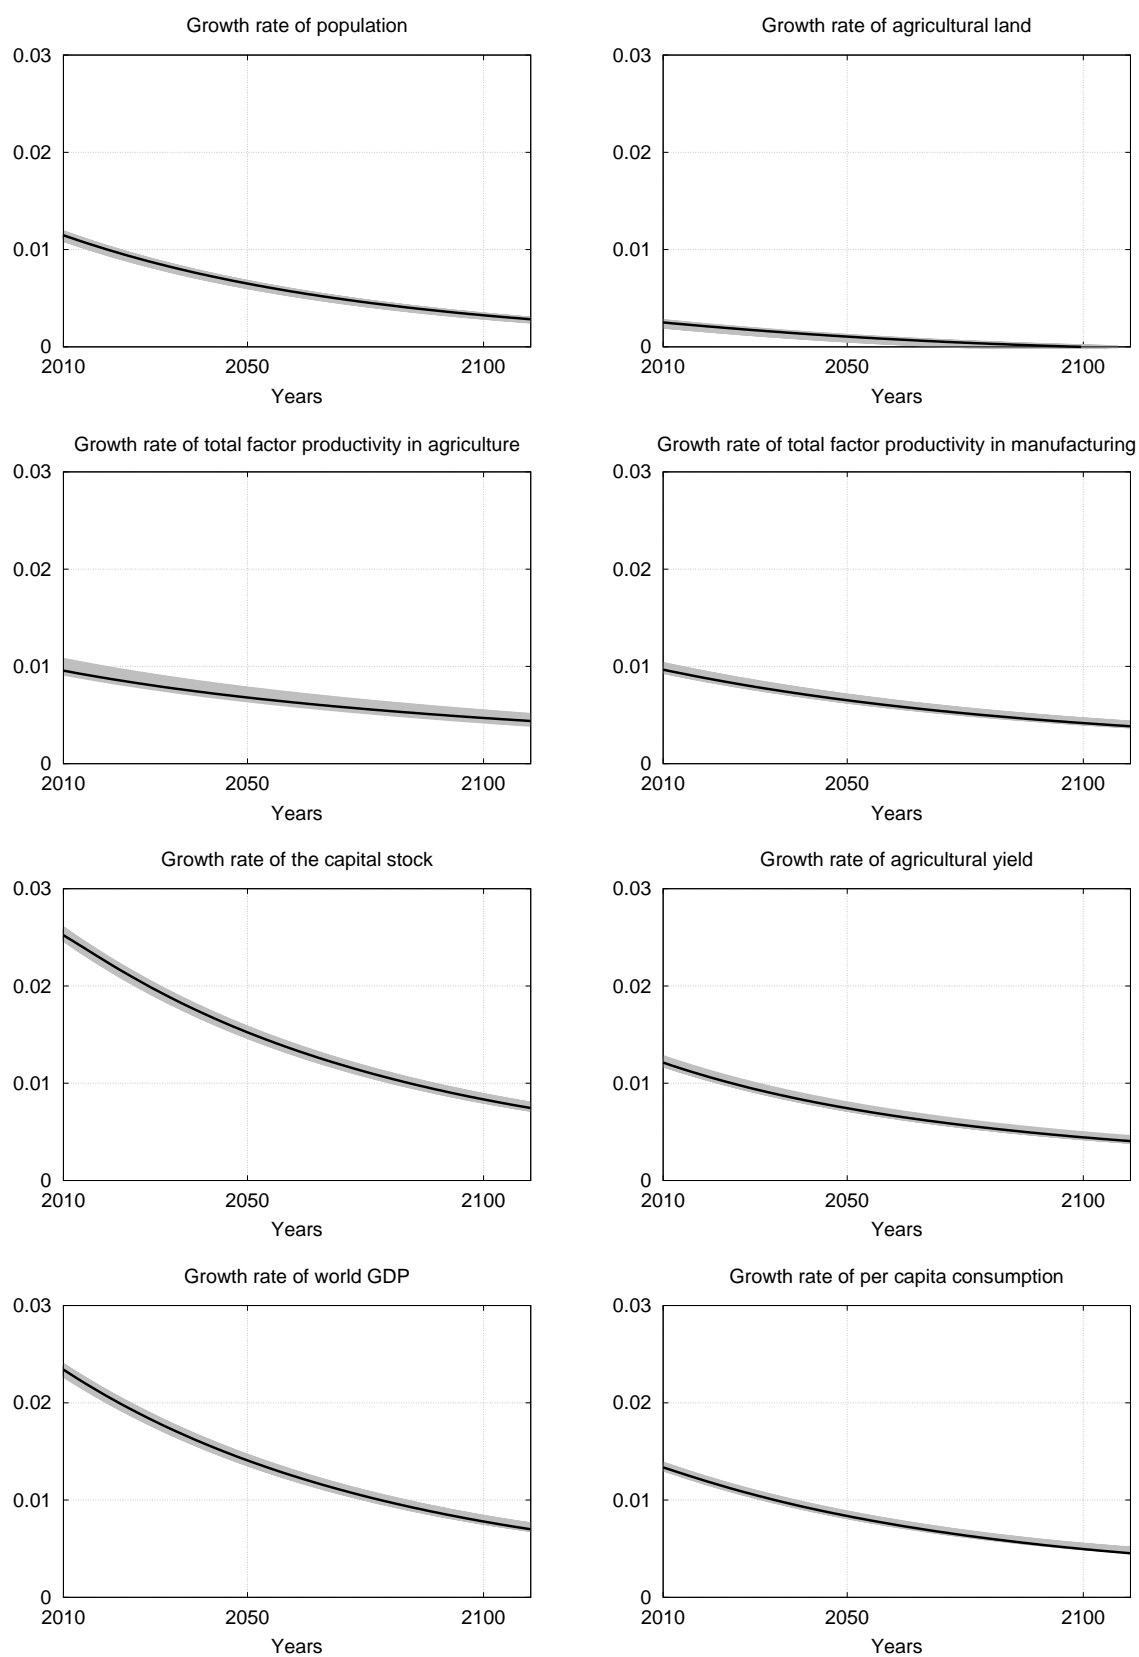 Growth rate of population
0.03
0.02
0.01
0
2010 2050 2100
Years
Growth rate of agricultural land
0.03
0.02
0.01
0
2010 2050 2100
Years
Growth rate of total factor productivity in agriculture
0.03
0.02
0.01
0
2010 2050 2100
Years
Growth rate of total factor productivity in manufacturing
0.03
0.02
0.01
0
2010 2050 2100
Years
Growth rate of the capital stock
0.03
0.02
0.01
0
2010 2050 2100
Years
Growth rate of agricultural yield
0.03
0.02
0.01
0
2010 2050 2100
Years
Growth rate of world GDP
0.03
0.02
0.01
0
2010 2050 2100
Years
Growth rate of per capita consumption
0.03
0.02
0.01
0
2010 2050 2100
Years